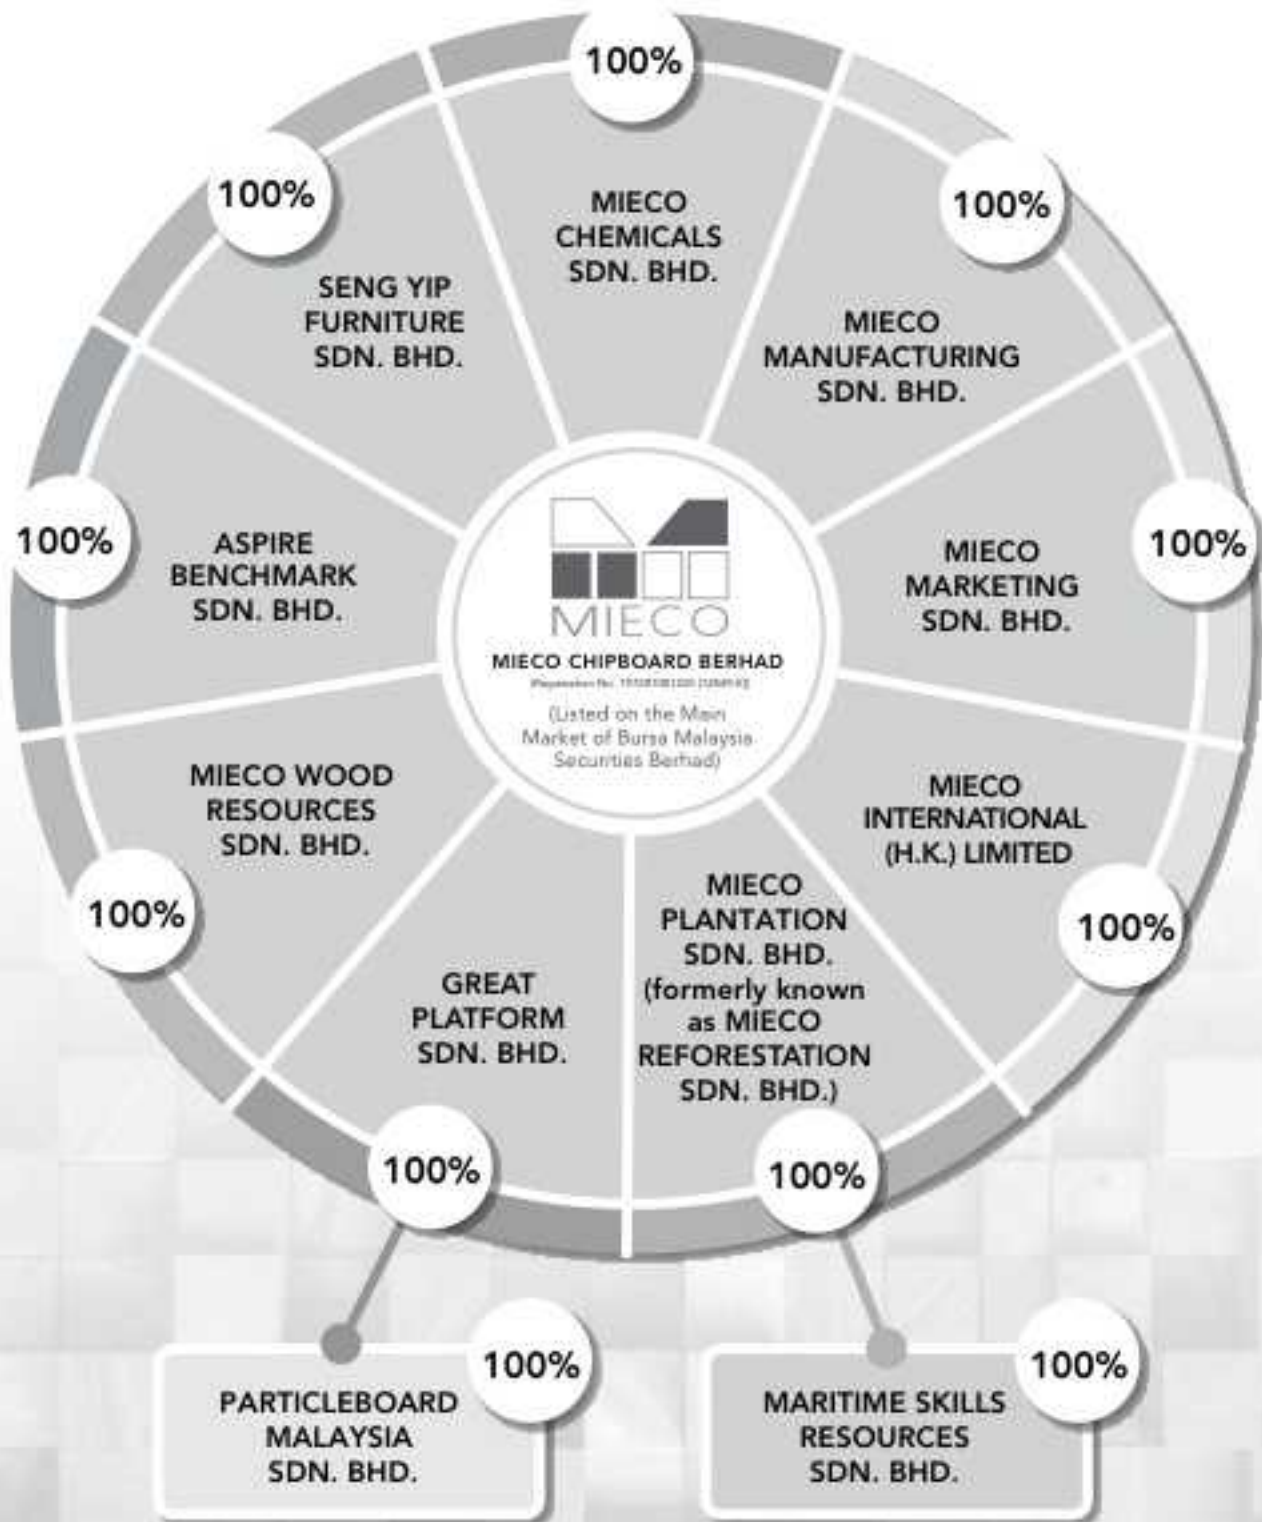 100%
MIECO
CHEMICALS
SDN. BHD.
100%
MIECO
MANUFACTURING
SDN. BHD.
100%
MIECO
MARKETING
SDN. BHD.
100%
MIECO
INTERNATIONAL
(H.K.) LIMITED
100%
MIECO
PLANTATION
SDN. BHD.
(formerly known
as MIECO
REFORESTATION
SDN. BHD.)
100%
GREAT
PLATFORM
SDN. BHD.
100%
MIECO WOOD
RESOURCES
SDN. BHD.
100%
ASPIRE
BENCHMARK
SDN. BHD.
100%
SENG YIP
FURNITURE
SDN. BHD.
MIECO
MIECO CHIPBOARD BERHAD
(Registration No.
(Listed on the Main
Market of Bursa Malaysia
Securities Berhad)
100%
PARTICLEBOARD
MALAYSIA
SDN. BHD.
100%
MARITIME SKILLS
RESOURCES
SDN. BHD.